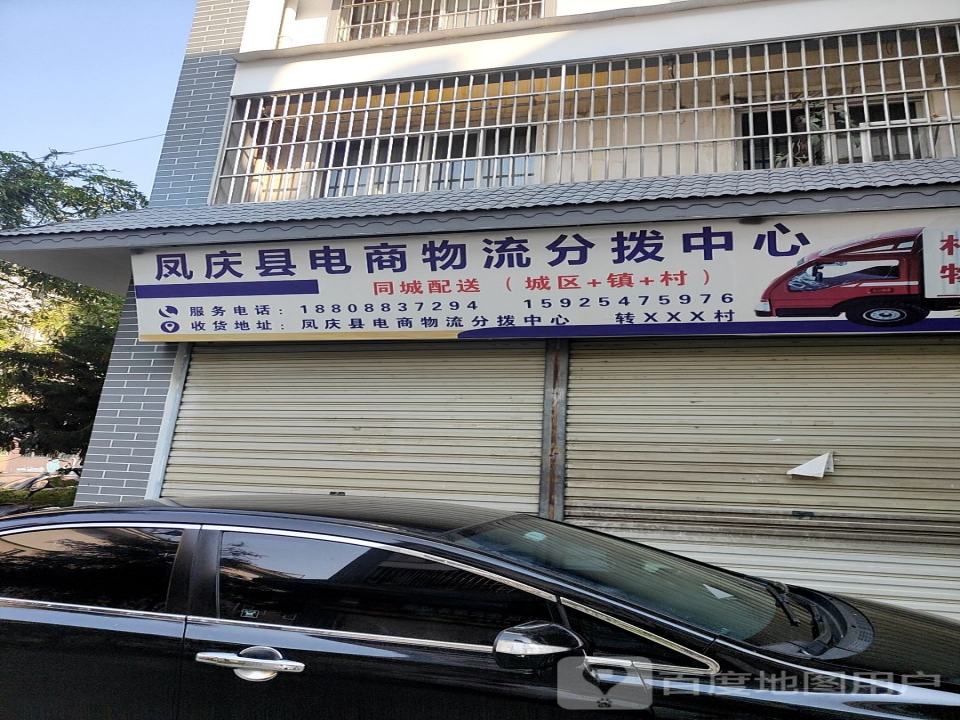 凤庆县电商物流分拨中心
同城配送（城区+镇+村）
服务电话：18808837294 15925474976
收货地址：凤庆县电商物流分拨中心 转XXX村
百度地图用户